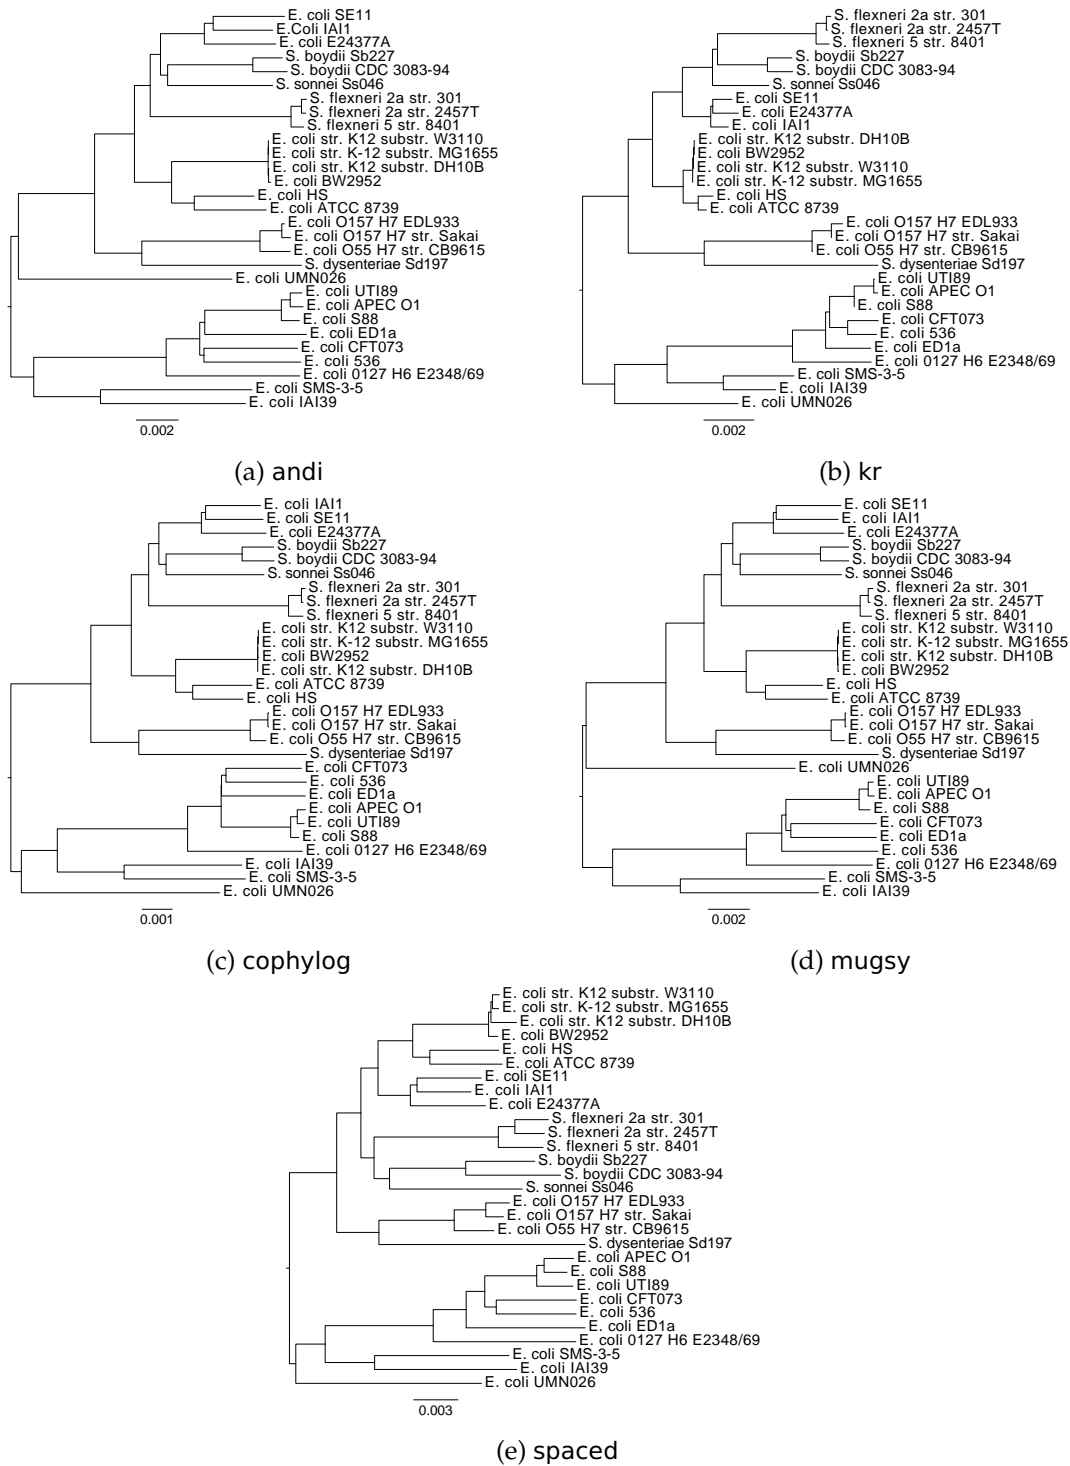 E. coli SE11
E.Coli IAI1
E. coli E24377A
S. boydii Sb227
S. boydii CDC 3083-94
S. sonnei Ss046
S. flexneri 2a str. 301
S. flexneri 2a str. 2457T
S. flexneri 5 str. 8401
E. coli str. K12 substr. W3110
E. coli str. K-12 substr. MG1655
E. coli str. K12 substr. DH10B
E. coli BW2952
E. coli HS
E. coli ATCC 8739
E. coli O157 H7 EDL933
E. coli O157 H7 str. Sakai
E. coli O55 H7 str. CB9615
S. dysenteriae Sd197
E. coli UMN026
E. coli UTI89
E. coli APEC O1
E. coli S88
E. coli ED1a
E. coli CFT073
E. coli 536
E. coli 0127 H6 E2348/69
E. coli SMS-3-5
E. coli IAI39
0.002
(a) andi
S. flexneri 2a str. 301
S. flexneri 2a str. 2457T
S. flexneri 5 str. 8401
S. boydii Sb227
S. boydii CDC 3083-94
S. sonnei Ss046
E. coli SE11
E. coli E24377A
E. coli IAI1
E. coli str. K12 substr. DH10B
E. coli BW2952
E. coli str. K12 substr. W3110
E. coli str. K-12 substr. MG1655
E. coli HS
E. coli ATCC 8739
E. coli O157 H7 EDL933
E. coli O157 H7 str. Sakai
E. coli O55 H7 str. CB9615
S. dysenteriae Sd197
E. coli UTI89
E. coli APEC O1
E. coli S88
E. coli CFT073
E. coli 536
E. coli ED1a
E. coli 0127 H6 E2348/69
E. coli SMS-3-5
E. coli IAI39
E. coli UMN026
0.002
(b) kr
E. coli IAI1
E. coli SE11
E. coli E24377A
S. boydii Sb227
S. boydii CDC 3083-94
S. sonnei Ss046
S. flexneri 2a str. 301
S. flexneri 2a str. 2457T
S. flexneri 5 str. 8401
E. coli str. K12 substr. W3110
E. coli str. K-12 substr. MG1655
E. coli BW2952
E. coli str. K12 substr. DH10B
E. coli ATCC 8739
E. coli HS
E. coli O157 H7 EDL933
E. coli O157 H7 str. Sakai
E. coli O55 H7 str. CB9615
S. dysenteriae Sd197
E. coli CFT073
E. coli 536
E. coli ED1a
E. coli APEC O1
E. coli UTI89
E. coli S88
E. coli 0127 H6 E2348/69
E. coli IAI39
E. coli SMS-3-5
E. coli UMN026
0.001
(c) cophylog
E. coli SE11
E. coli IAI1
E. coli E24377A
S. boydii Sb227
S. boydii CDC 3083-94
S. sonnei Ss046
S. flexneri 2a str. 301
S. flexneri 2a str. 2457T
S. flexneri 5 str. 8401
E. coli str. K12 substr. W3110
E. coli str. K-12 substr. MG1655
E. coli str. K12 substr. DH10B
E. coli BW2952
E. coli HS
E. coli ATCC 8739
E. coli O157 H7 EDL933
E. coli O157 H7 str. Sakai
E. coli O55 H7 str. CB9615
S. dysenteriae Sd197
E. coli UMN026
E. coli UTI89
E. coli APEC O1
E. coli S88
E. coli CFT073
E. coli ED1a
E. coli 536
E. coli 0127 H6 E2348/69
E. coli SMS-3-5
E. coli IAI39
0.002
(d) mugsy
E. coli str. K12 substr. W3110
E. coli str. K-12 substr. MG1655
E. coli str. K12 substr. DH10B
E. coli BW2952
E. coli HS
E. coli ATCC 8739
E. coli SE11
E. coli IAI1
E. coli E24377A
S. flexneri 2a str. 301
S. flexneri 2a str. 2457T
S. flexneri 5 str. 8401
S. boydii Sb227
S. boydii CDC 3083-94
S. sonnei Ss046
E. coli O157 H7 EDL933
E. coli O157 H7 str. Sakai
E. coli O55 H7 str. CB9615
S. dysenteriae Sd197
E. coli APEC O1
E. coli S88
E. coli UTI89
E. coli CFT073
E. coli 536
E. coli ED1a
E. coli 0127 H6 E2348/69
E. coli SMS-3-5
E. coli IAI39
E. coli UMN026
0.003
(e) spaced